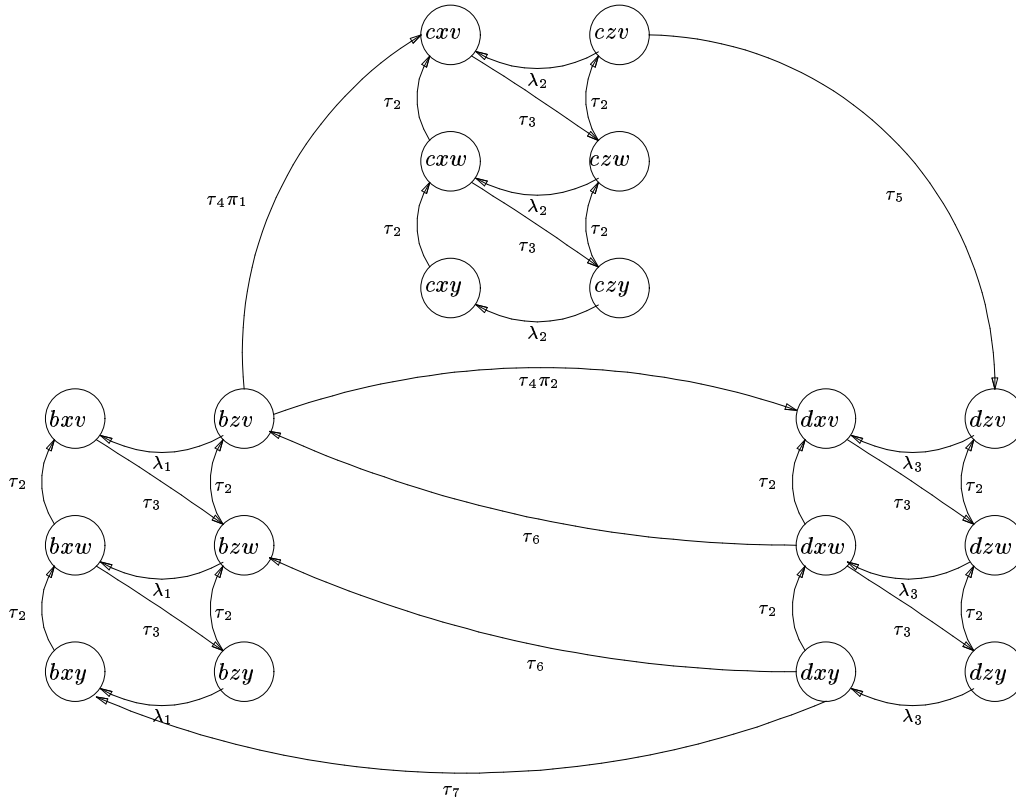 cxv czv
λ₂
τ₂ τ₂
τ₃
cxw czw
τ₄π₁ τ₅
λ₂
τ₂ τ₂
τ₃
cxy czy
λ₂
τ₄π₂
bxv bzv dxv dzv
λ₁ λ₃
τ₂ τ₂ τ₂ τ₂
τ₃ τ₃
τ₆
bxw bzw dxw dzw
λ₁ λ₃
τ₂ τ₂ τ₂ τ₂
τ₃ τ₃
τ₆
bxy bzy dxy dzy
λ₁ λ₃
τ₇